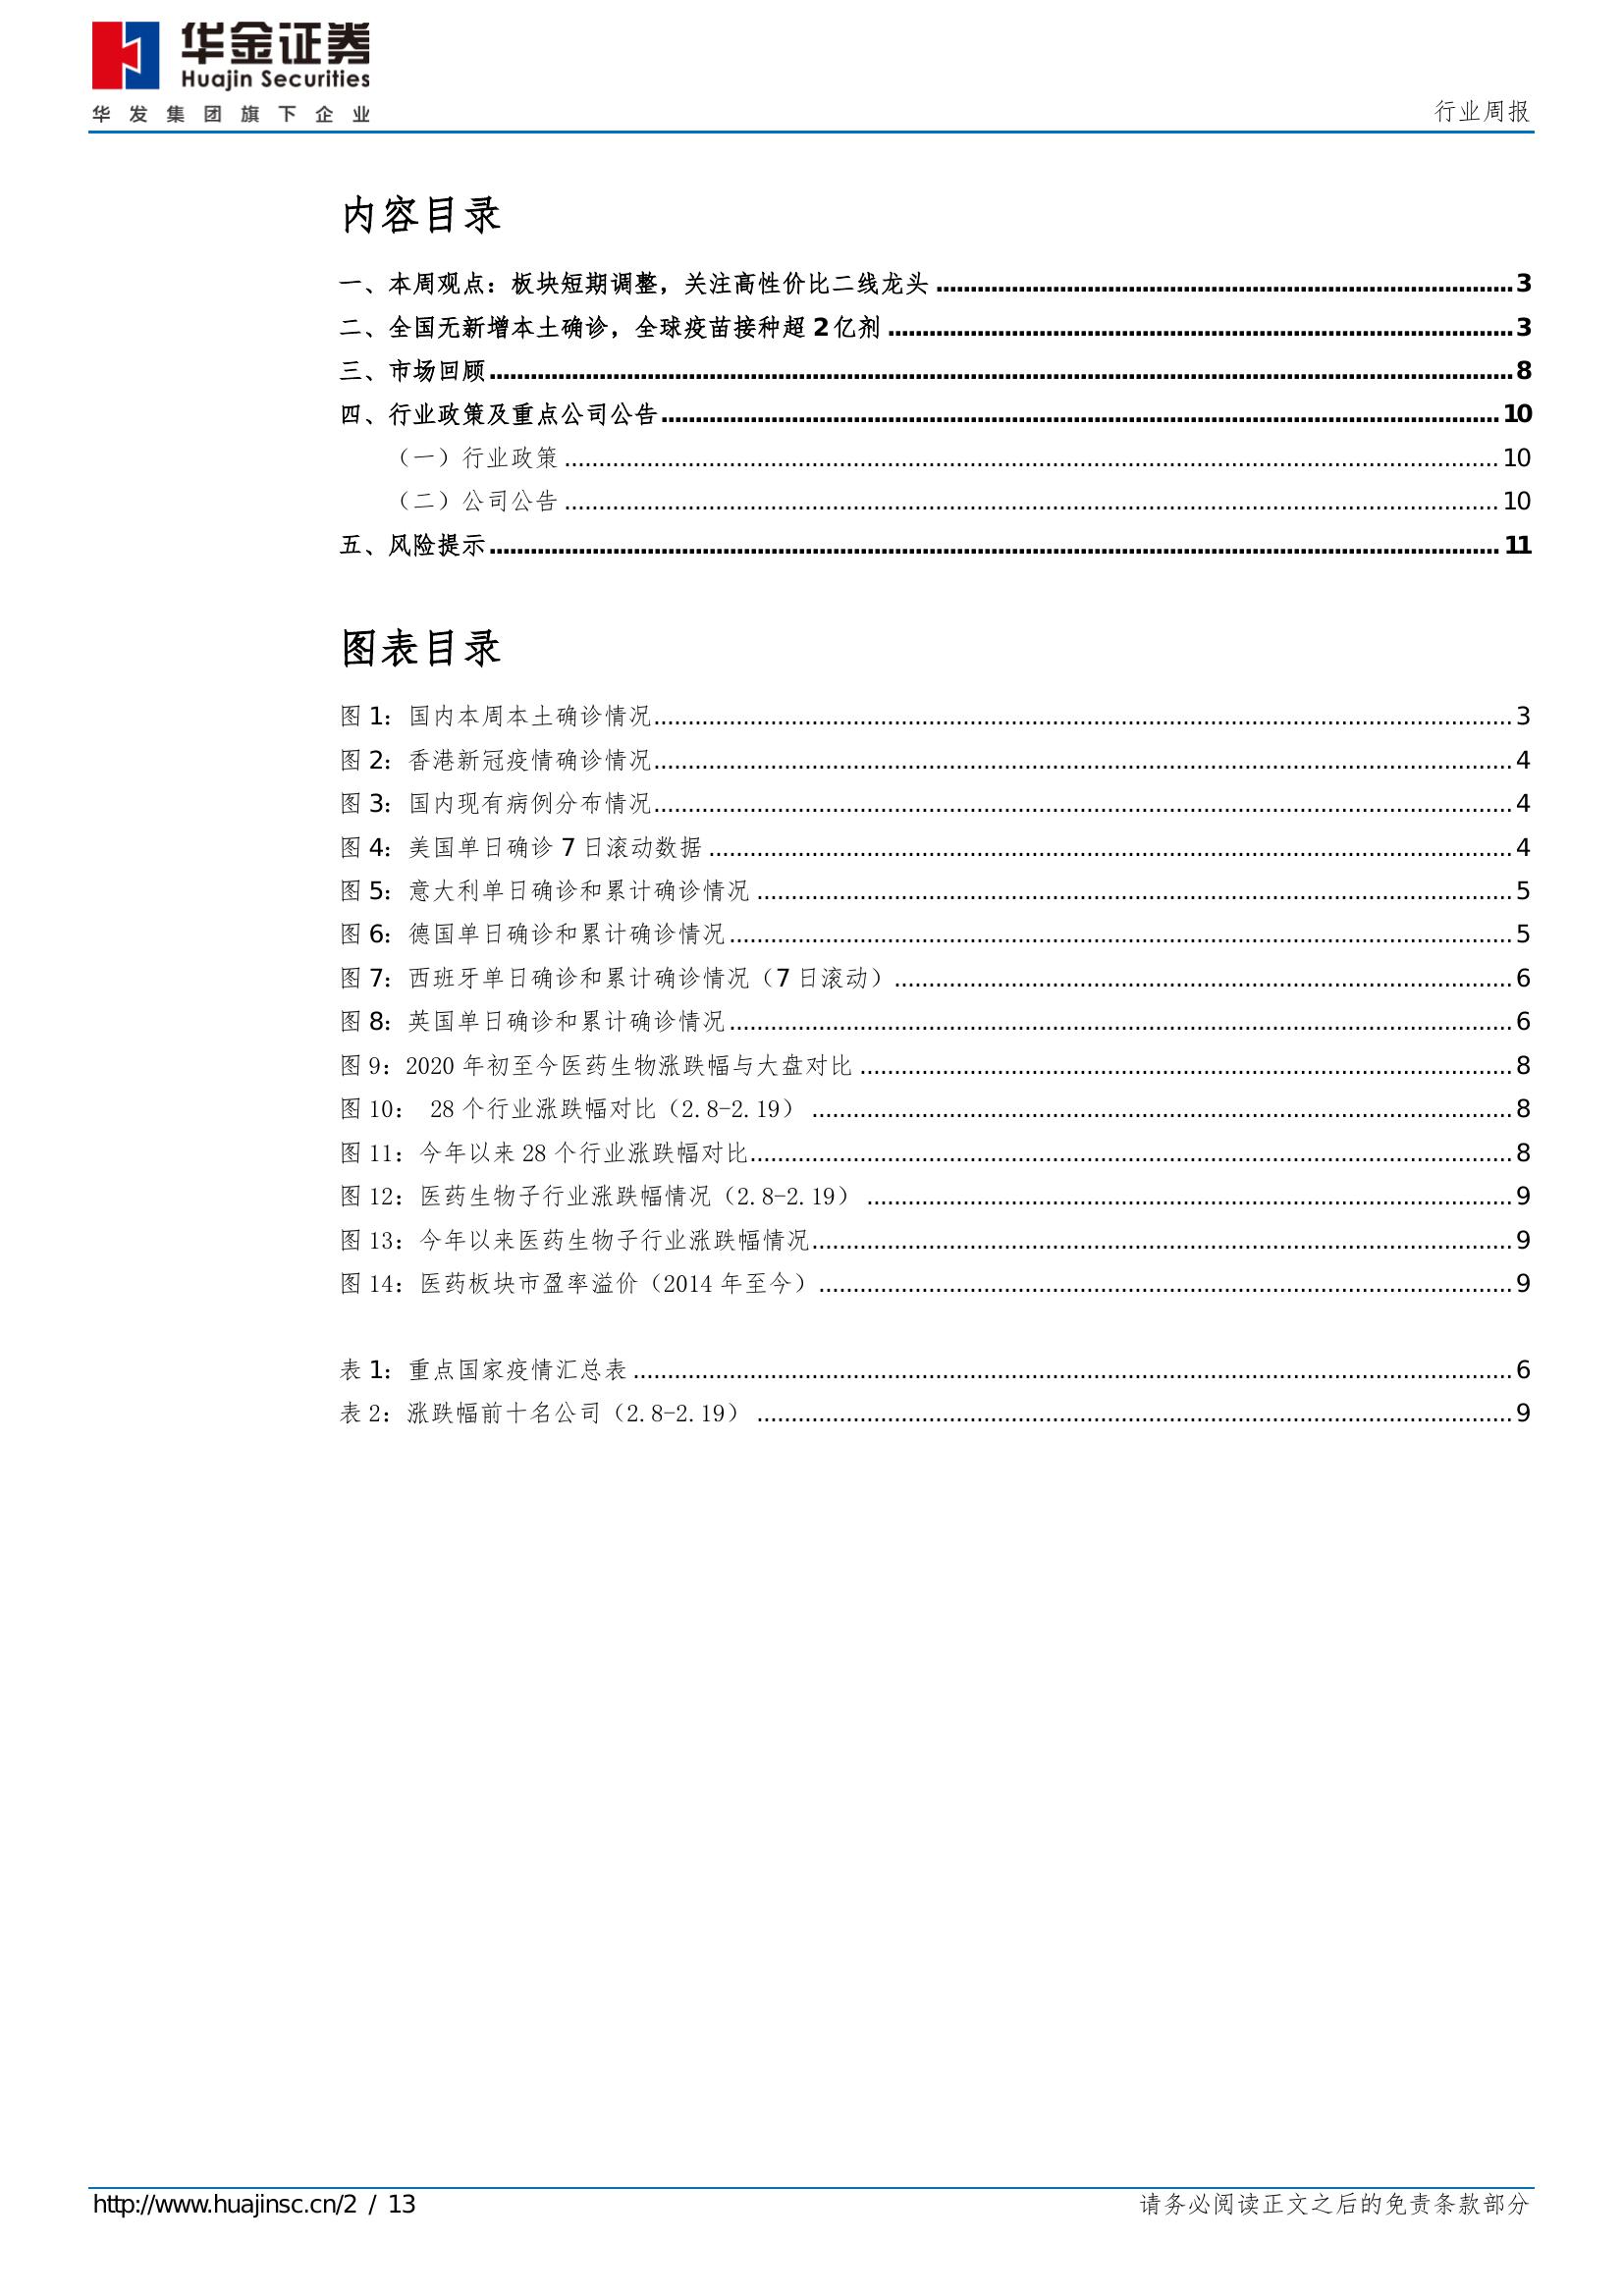 华金证券
Huajin Securities
华发集团旗下企业
行业周报
内容目录
一、本周观点：板块短期调整，关注高性价比二线龙头 3
二、全国无新增本土确诊，全球疫苗接种超 2 亿剂 3
三、市场回顾 8
四、行业政策及重点公司公告 10
（一）行业政策 10
（二）公司公告 10
五、风险提示 11
图表目录
图 1：国内本周本土确诊情况 3
图 2：香港新冠疫情确诊情况 4
图 3：国内现有病例分布情况 4
图 4：美国单日确诊 7 日滚动数据 4
图 5：意大利单日确诊和累计确诊情况 5
图 6：德国单日确诊和累计确诊情况 5
图 7：西班牙单日确诊和累计确诊情况（7 日滚动） 6
图 8：英国单日确诊和累计确诊情况 6
图 9：2020 年初至今医药生物涨跌幅与大盘对比 8
图 10： 28 个行业涨跌幅对比（2.8-2.19） 8
图 11：今年以来 28 个行业涨跌幅对比 8
图 12：医药生物子行业涨跌幅情况（2.8-2.19） 9
图 13：今年以来医药生物子行业涨跌幅情况 9
图 14：医药板块市盈率溢价（2014 年至今） 9
表 1：重点国家疫情汇总表 6
表 2：涨跌幅前十名公司（2.8-2.19） 9
http://www.huajinsc.cn/2 / 13
请务必阅读正文之后的免责条款部分